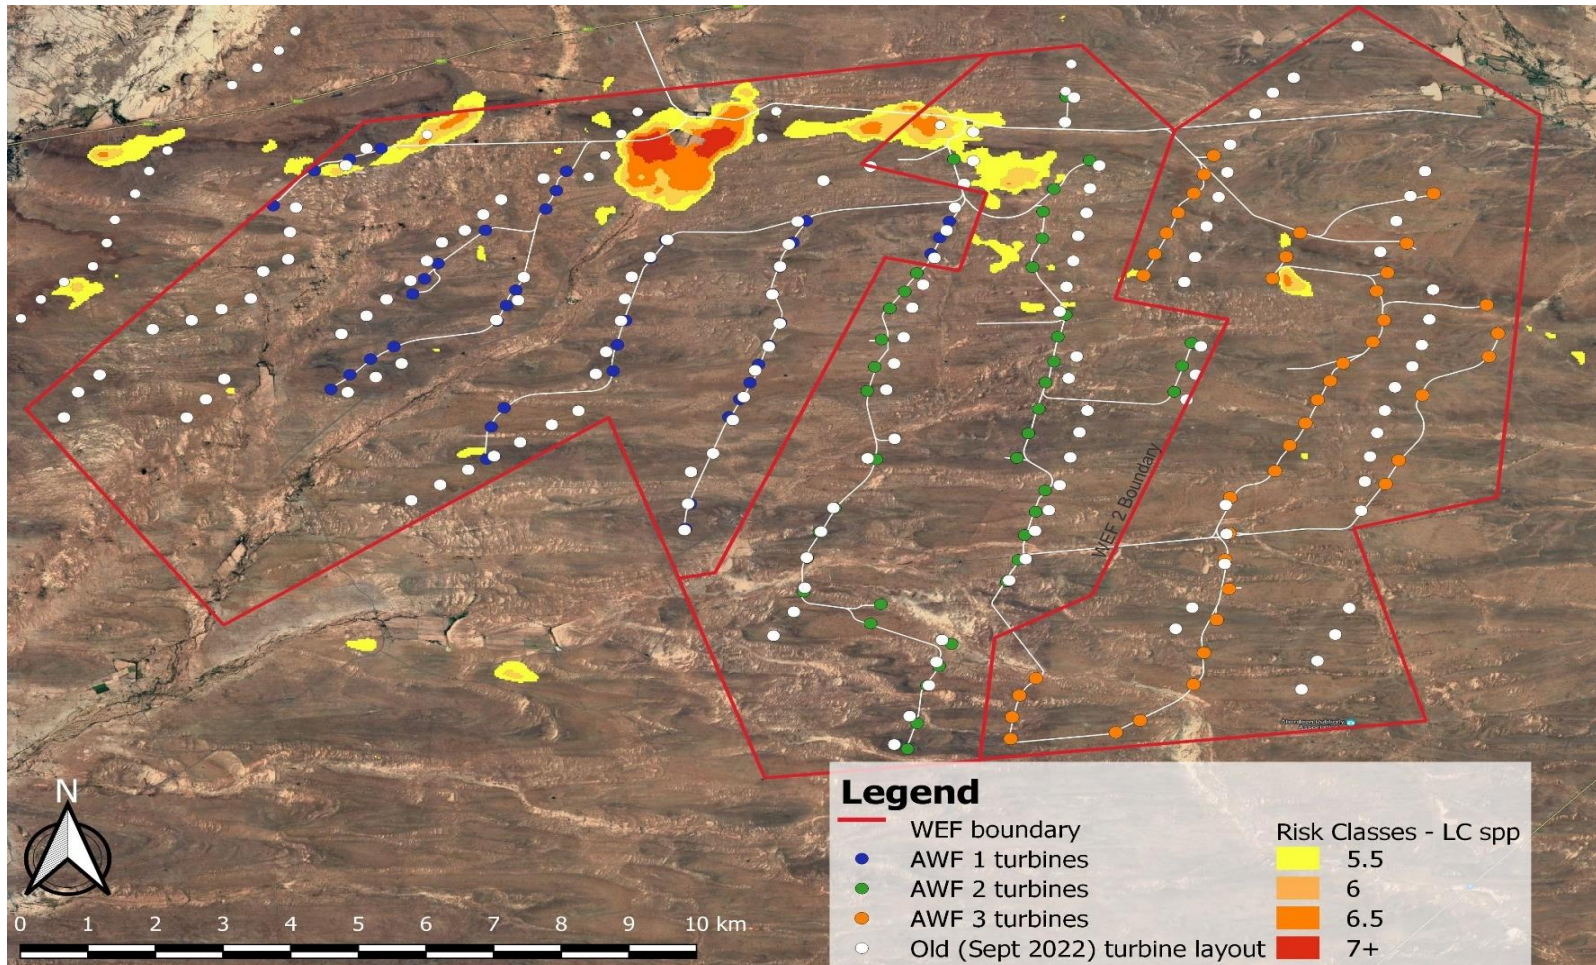 WEF 2 Boundary
N
0 1 2 3 4 5 6 7 8 9 10 km
Legend
WEF boundary
AWF 1 turbines
AWF 2 turbines
AWF 3 turbines
Old (Sept 2022) turbine layout
Risk Classes - LC spp
5.5
6
6.5
7+